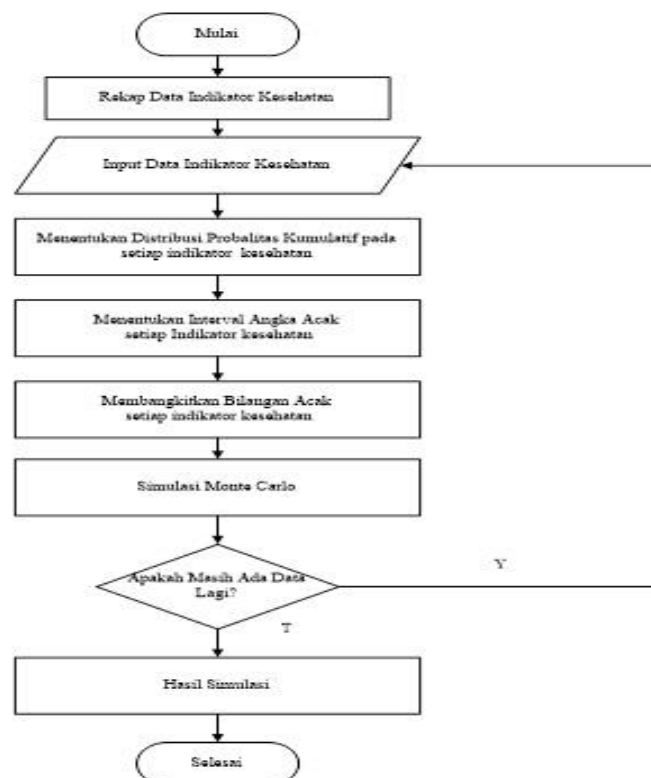 Mulai
Rekap Data Indikator Kesehatan
Input Data Indikator Kesehatan
Menentukan Distribusi Probalitas Kumulatif pada
setiap indikator kesehatan
Menentukan Interval Angka Acak
setiap Indikator kesehatan
Membangkitkan Bilangan Acak
setiap indikator kesehatan
Simulasi Monte Carlo
Apakah Masih Ada Data
Lagi?
Y
T
Hasil Simulasi
Selesai